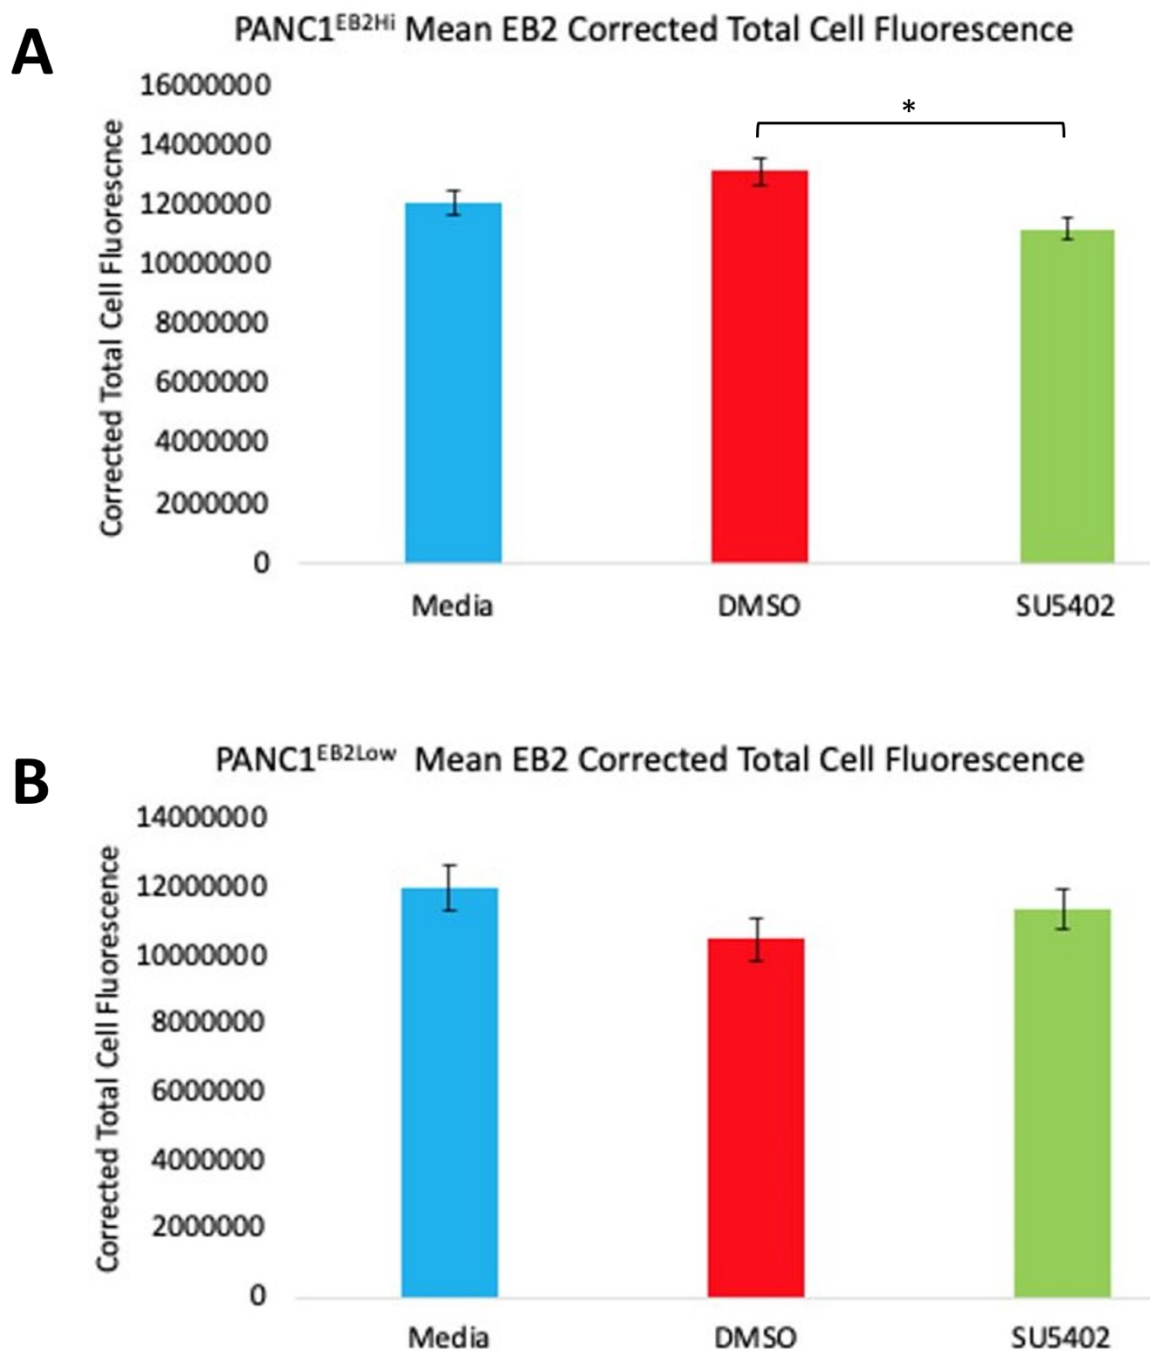 A
PANC1EB2Hi Mean EB2 Corrected Total Cell Fluorescence
Corrected Total Cell Fluorescnce
16000000
14000000
12000000
10000000
8000000
6000000
4000000
2000000
0
*
Media DMSO SU5402
B
PANC1EB2Low Mean EB2 Corrected Total Cell Fluorescence
Corrected Total Cell Fluorescence
14000000
12000000
10000000
8000000
6000000
4000000
2000000
0
Media DMSO SU5402